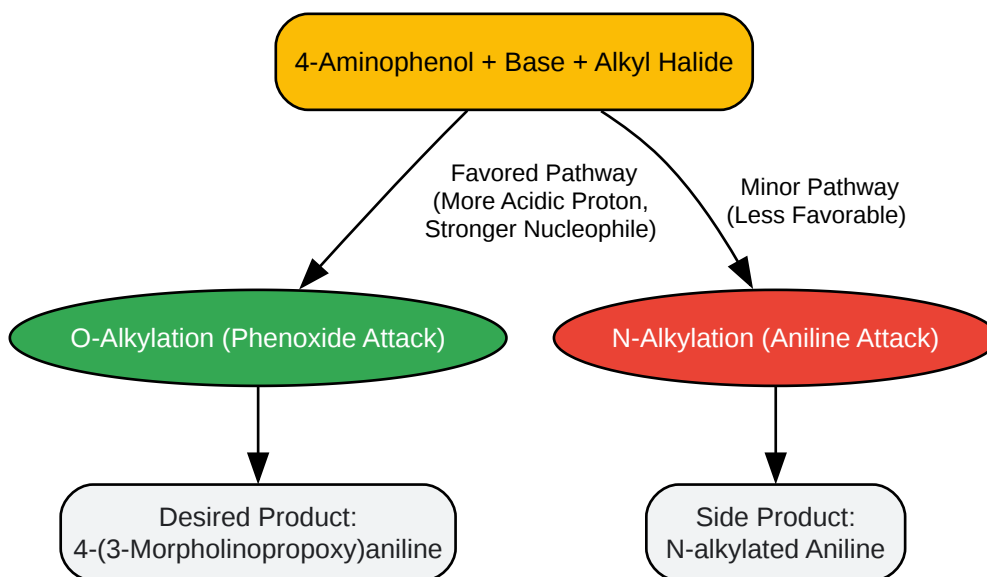 4-Aminophenol + Base + Alkyl Halide
Favored Pathway
(More Acidic Proton,
Stronger Nucleophile)
Minor Pathway
(Less Favorable)
O-Alkylation (Phenoxide Attack)
N-Alkylation (Aniline Attack)
Desired Product:
4-(3-Morpholinopropoxy)aniline
Side Product:
N-alkylated Aniline